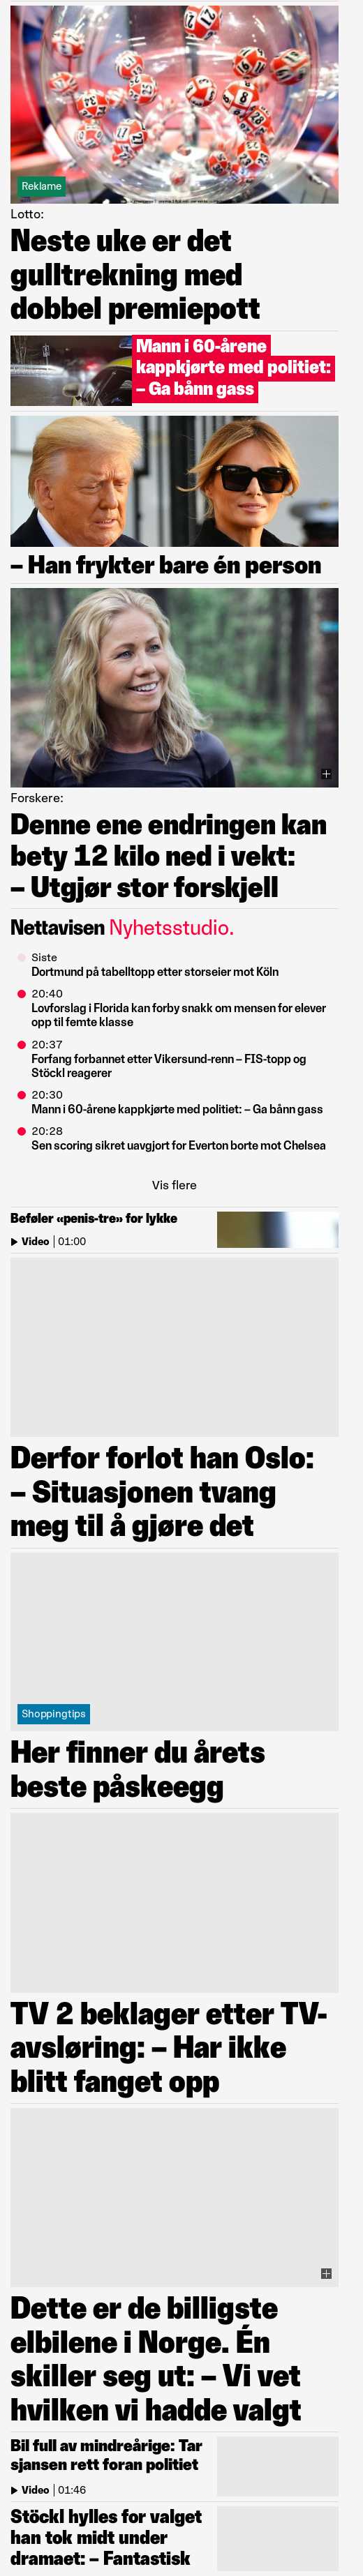 Reklame
Lotto:
Neste uke er det
gulltrekning med
dobbel premiepott
Mann i 60-årene
kappkjørte med politiet:
– Ga bånn gass
– Han frykter bare én person
Forskere:
Denne ene endringen kan
bety 12 kilo ned i vekt:
– Utgjør stor forskjell
Nettavisen Nyhetsstudio.
Siste
Dortmund på tabelltopp etter storseier mot Köln
20:40
Lovforslag i Florida kan forby snakk om mensen for elever
opp til femte klasse
20:37
Forfang forbannet etter Vikersund-renn – FIS-topp og
Stöckl reagerer
20:30
Mann i 60-årene kappkjørte med politiet: – Ga bånn gass
20:28
Sen scoring sikret uavgjort for Everton borte mot Chelsea
Vis flere
Beføler «penis-tre» for lykke
Video | 01:00
Derfor forlot han Oslo:
– Situasjonen tvang
meg til å gjøre det
Shoppingtips
Her finner du årets
beste påskeegg
TV 2 beklager etter TV-
avsløring: – Har ikke
blitt fanget opp
Dette er de billigste
elbilene i Norge. Én
skiller seg ut: – Vi vet
hvilken vi hadde valgt
Bil full av mindreårige: Tar
sjansen rett foran politiet
Video | 01:46
Stöckl hylles for valget
han tok midt under
dramaet: – Fantastisk